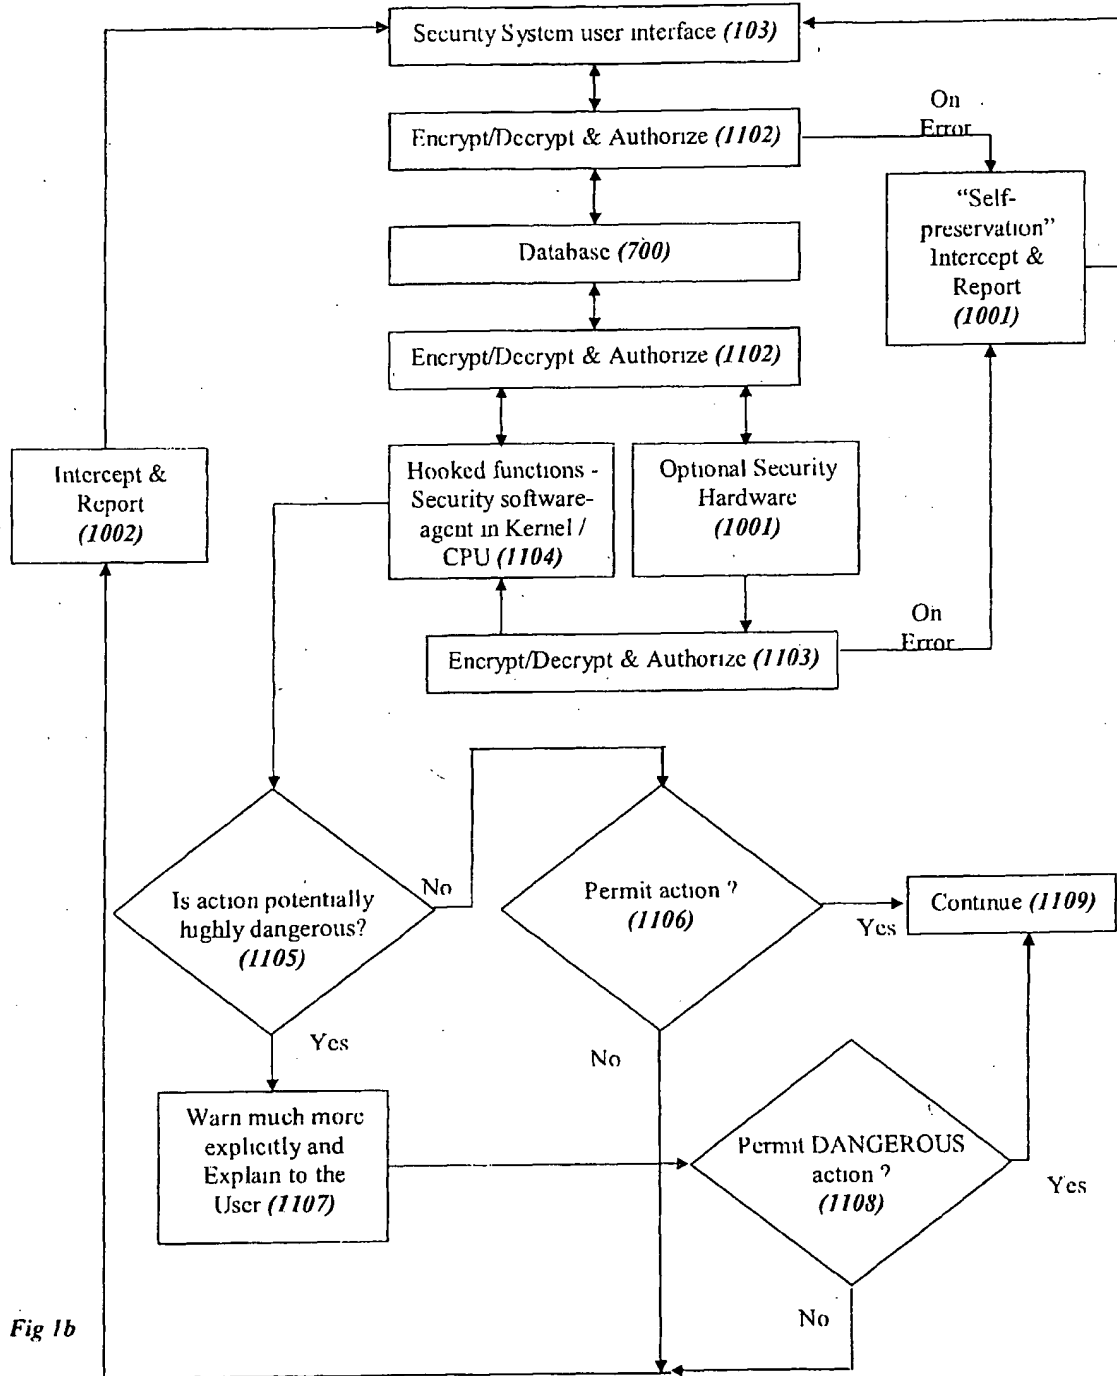 Security System user interface (103)
Encrypt/Decrypt & Authorize (1102)
On
Error
"Self-
preservation"
Intercept &
Report
(1001)
Database (700)
Encrypt/Decrypt & Authorize (1102)
Intercept &
Report
(1002)
Hooked functions -
Security software-
agent in Kernel /
CPU (1104)
Optional Security
Hardware
(1001)
On
Error
Encrypt/Decrypt & Authorize (1103)
Is action potentially
highly dangerous?
(1105)
No
Permit action ?
(1106)
Yes
Continue (1109)
Yes
No
Warn much more
explicitly and
Explain to the
User (1107)
Permit DANGEROUS
action ?
(1108)
Yes
No
Fig 1b